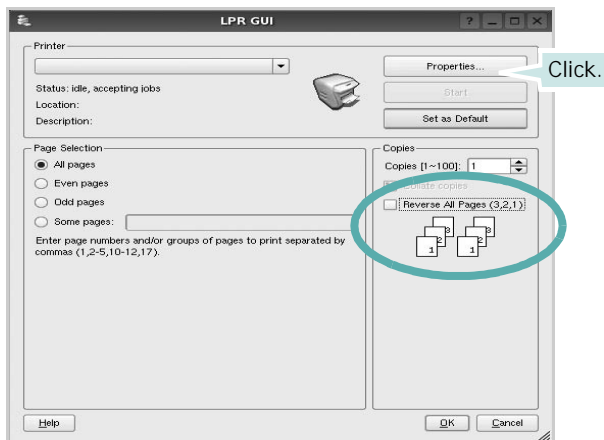 LPR GUI
Printer
Properties...
Click.
Status: idle, accepting jobs
Start
Location:
Description:
Set as Default
Page Selection
Copies
All pages
Copies [1~100]: 1
Even pages
Collate copies
Odd pages
Reverse All Pages (3,2,1)
Some pages:
3 3
2 2
1 1
Enter page numbers and/or groups of pages to print separated by
commas (1,2-5,10-12,17).
Help
OK
Cancel